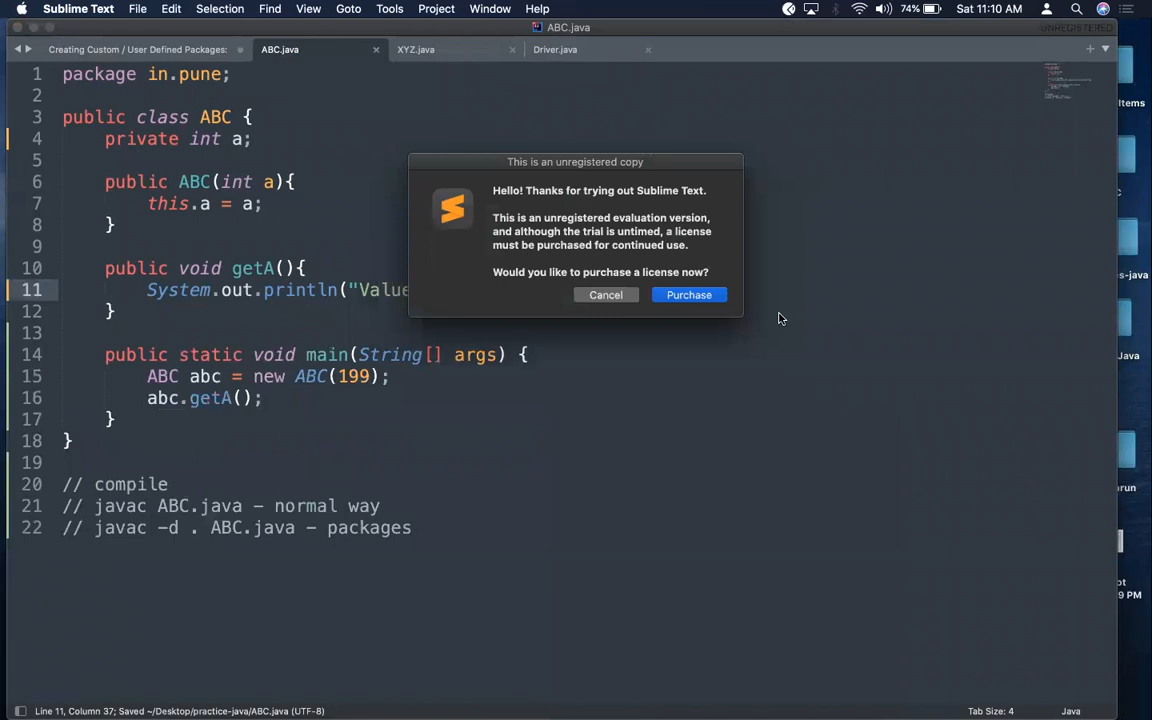 Sublime Text File Edit Selection Find View Goto Tools Project Window Help 74% Sat 11:10 AM
ABC.java UNREGISTERED
Creating Custom / User Defined Packages: ABC.java XYZ.java Driver.java
1 package in.pune;
2
3 public class ABC {
4 private int a;
5
6 public ABC(int a){
7 this.a = a;
8 }
9
10 public void getA(){
11 System.out.println("Value
12 }
13
14 public static void main(String[] args) {
15 ABC abc = new ABC(199);
16 abc.getA();
17 }
18 }
19
20 // compile
21 // javac ABC.java - normal way
22 // javac -d . ABC.java - packages
This is an unregistered copy
Hello! Thanks for trying out Sublime Text.
This is an unregistered evaluation version,
and although the trial is untimed, a license
must be purchased for continued use.
Would you like to purchase a license now?
Cancel Purchase
Items
s-java
Java
arun
9 PM
Line 11, Column 37; Saved ~/Desktop/practice-java/ABC.java (UTF-8) Tab Size: 4 Java